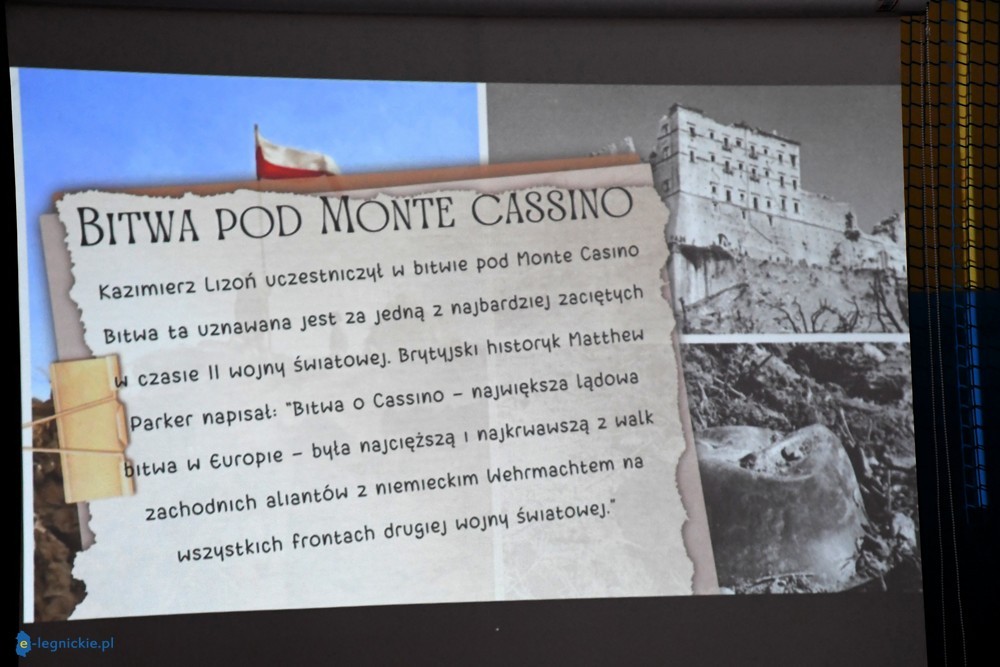 BITWA POD MONTE CASSINO
Kazimierz Lizoń uczestniczył w bitwie pod Monte Casino
Bitwa ta uznawana jest za jedną z najbardziej zaciętych
w czasie II wojny światowej. Brytyjski historyk Matthew
Parker napisał: "Bitwa o Cassino – największa lądowa
bitwa w Europie – była najcięższą i najkrwawszą z walk
zachodnich aliantów z niemieckim Wehrmachtem na
wszystkich frontach drugiej wojny światowej."
e-legnickie.pl